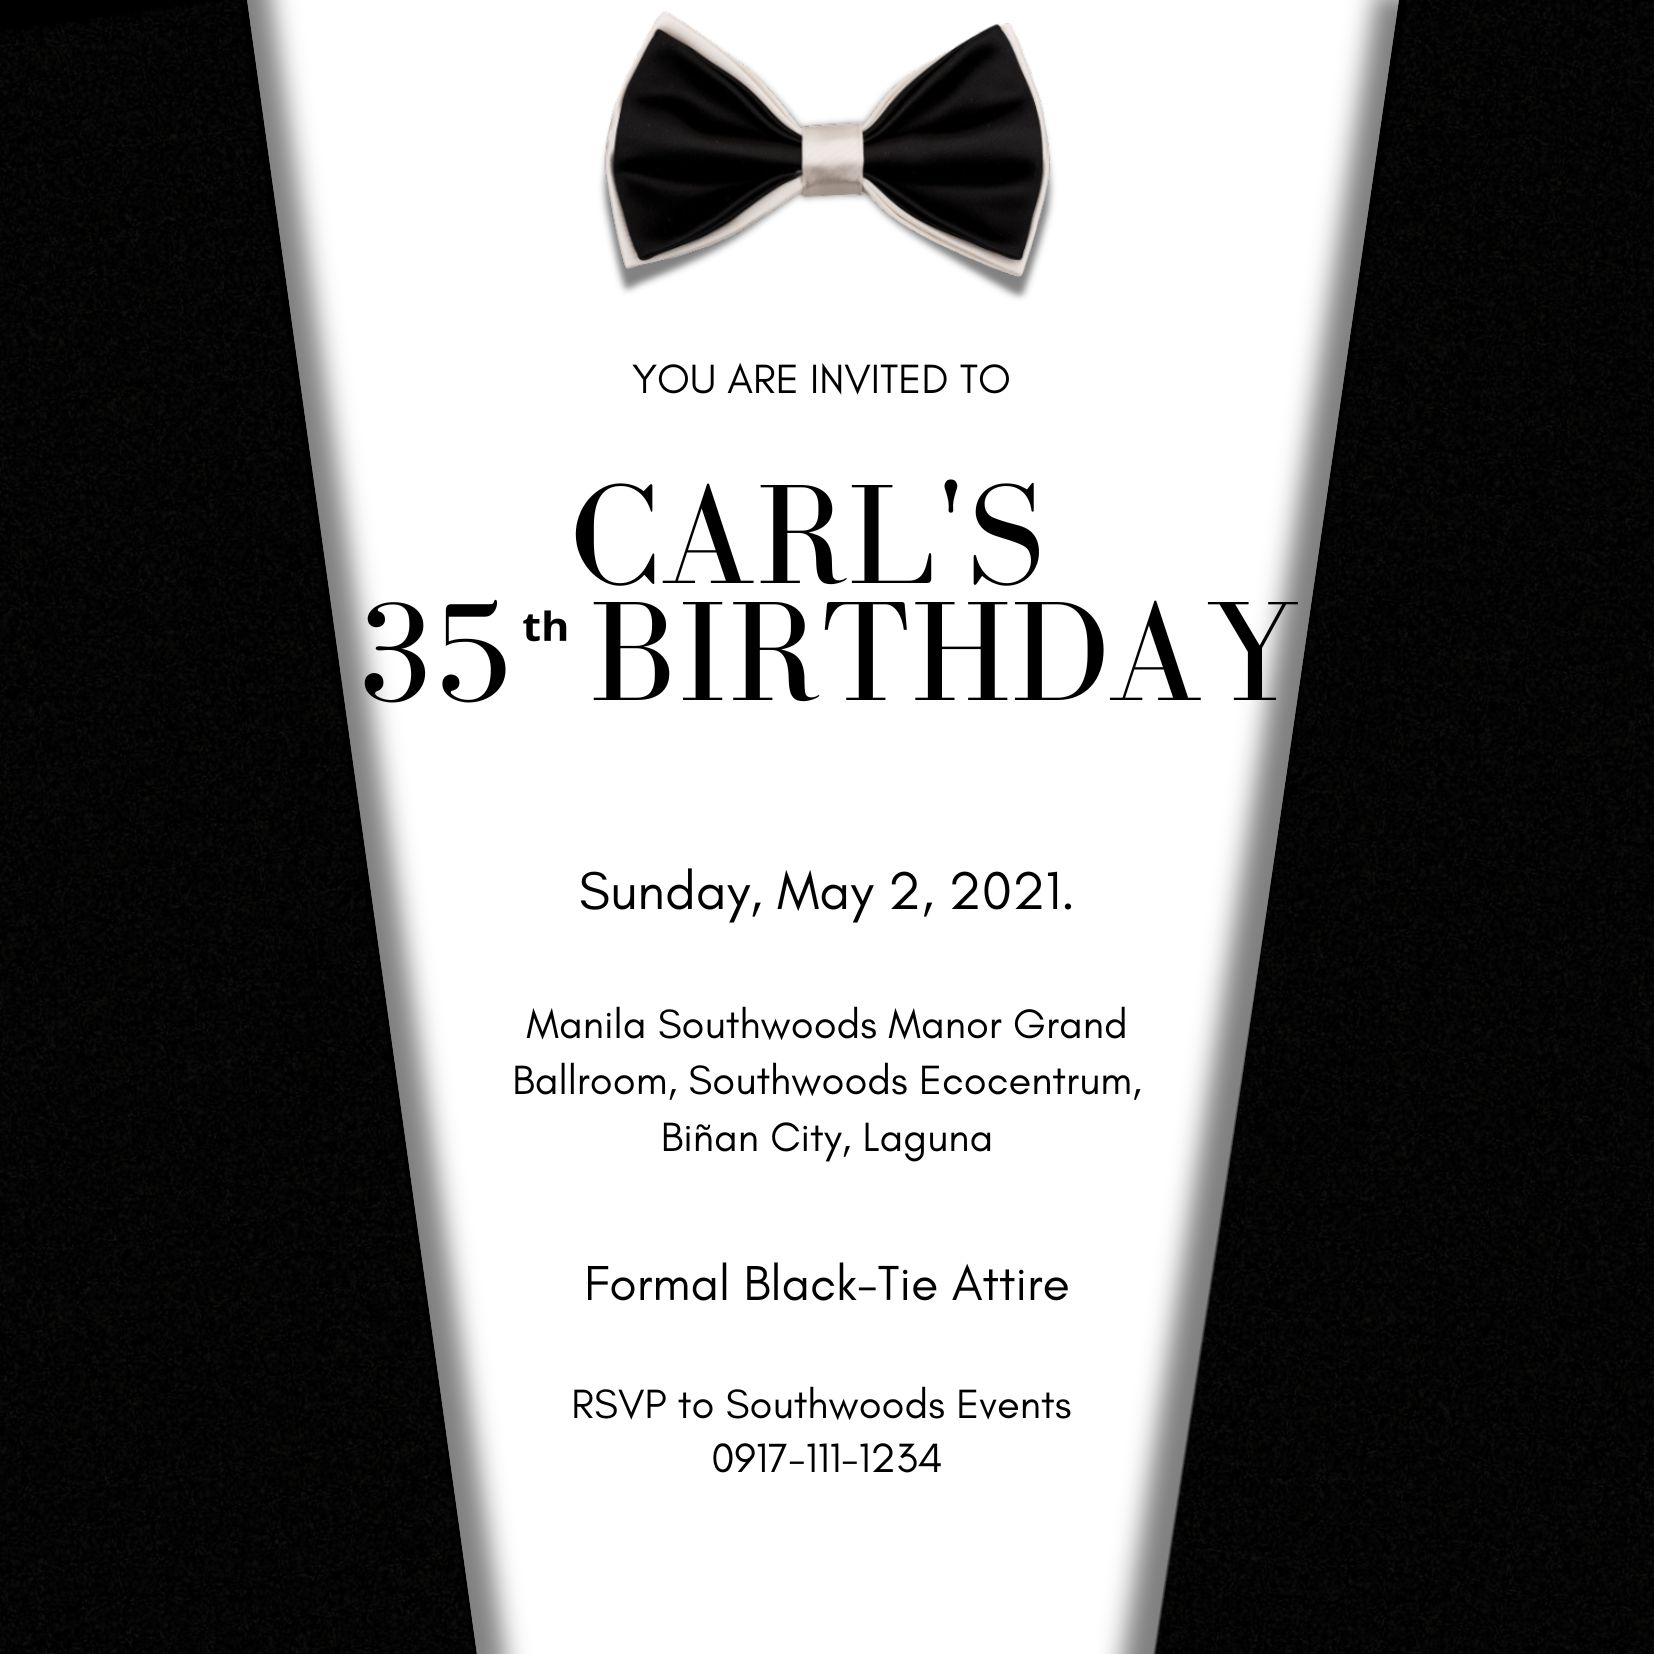 YOU ARE INVITED TO
CARL'S
35th BIRTHDAY
Sunday, May 2, 2021.
Manila Southwoods Manor Grand
Ballroom, Southwoods Ecocentrum,
Biñan City, Laguna
Formal Black-Tie Attire
RSVP to Southwoods Events
0917-111-1234